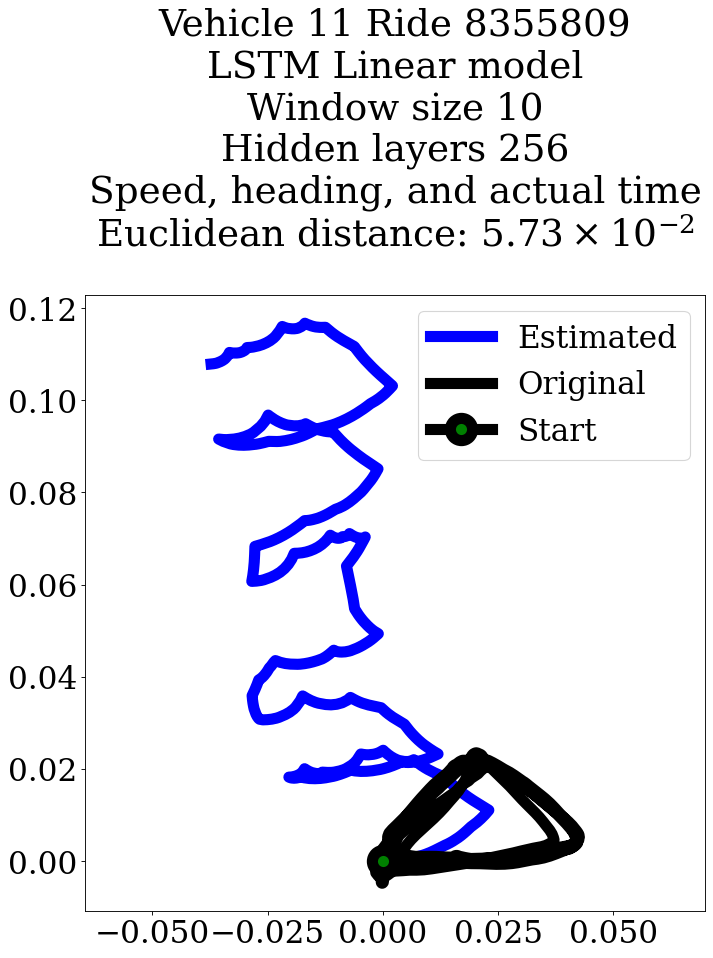 Vehicle 11 Ride 8355809
LSTM Linear model
Window size 10
Hidden layers 256
Speed, heading, and actual time
Euclidean distance: 5.73 × 10⁻²
Estimated
Original
Start
0.12
0.10
0.08
0.06
0.04
0.02
0.00
−0.050 −0.025 0.000 0.025 0.050